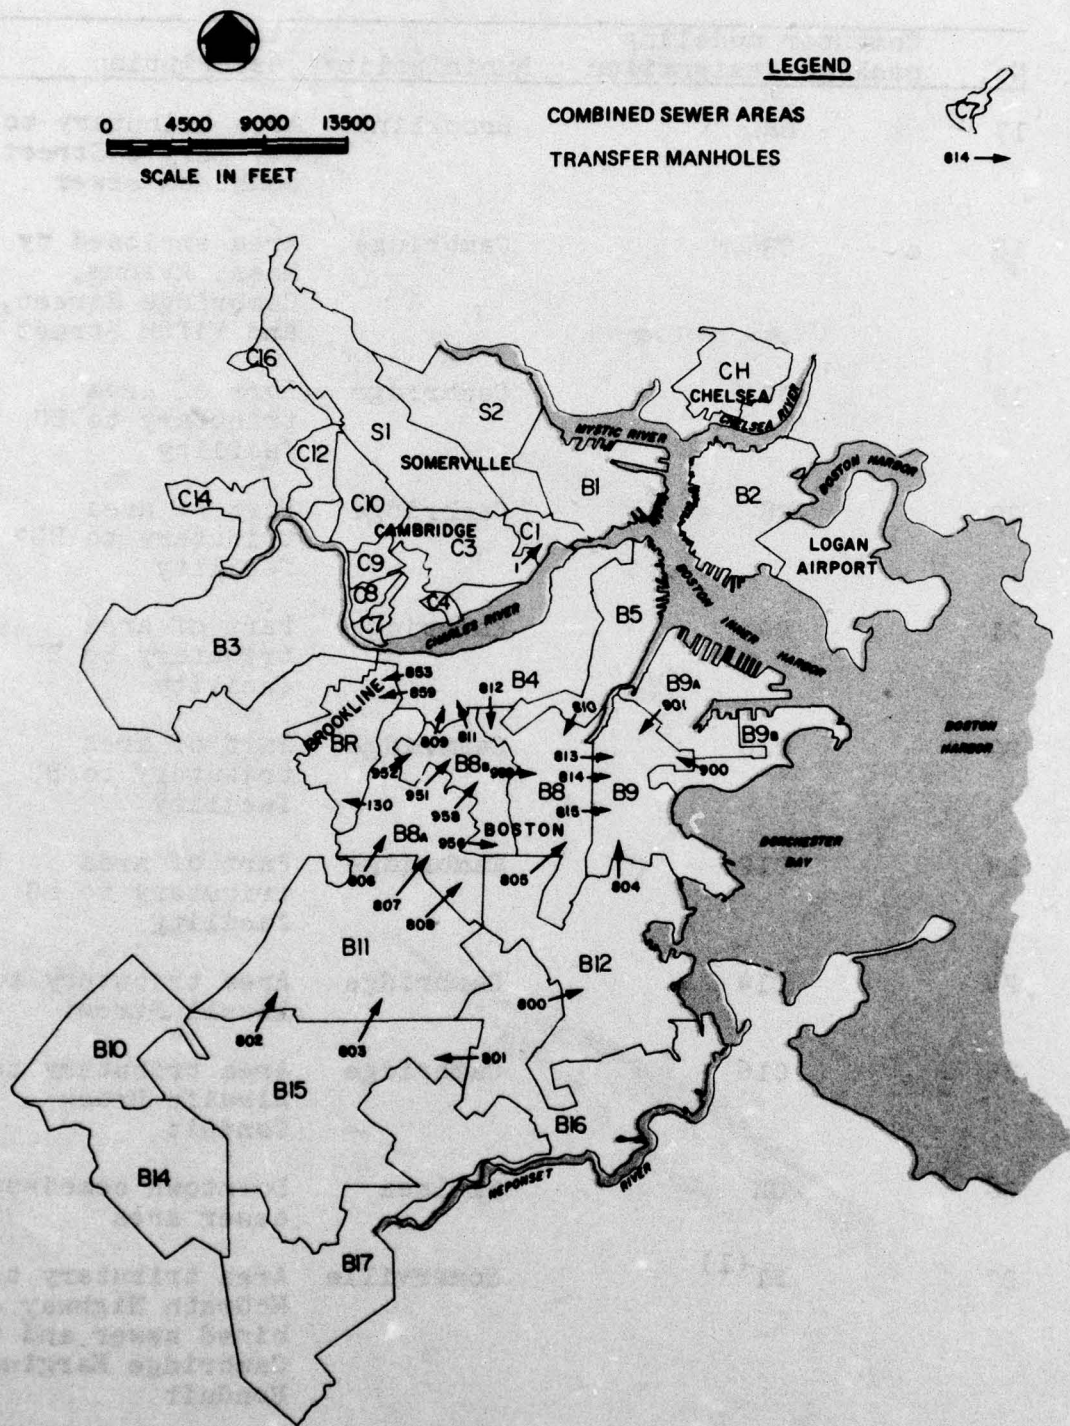 LEGEND
COMBINED SEWER AREAS
C7
TRANSFER MANHOLES
814
0 4500 9000 13500
SCALE IN FEET
C16
CH
CHELSEA
CHELSEA RIVER
S1
S2
MYSTIC RIVER
C12
SOMERVILLE
C14
C10
B1
B2
BOSTON HARBOR
CAMBRIDGE
C3
C1
1
LOGAN
AIRPORT
C9
C8
C4
C7
CHARLES RIVER
B5
BOSTON INNER HARBOR
B3
853
859
B4
812
810
B9A
901
BROOKLINE
BR
809
811
813
B9B
BOSTON
HARBOR
952
B8B
900
951
814
B8
B9
130
958
815
B8A
BOSTON
DORCHESTER
BAY
806
807
808
805
804
B11
B12
800
802
803
801
B10
B15
B16
B14
NEPONSET RIVER
B17